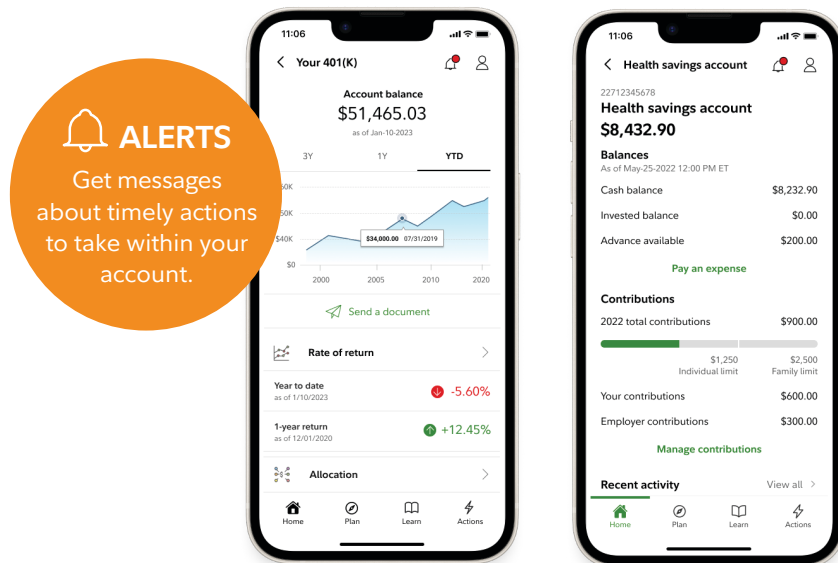 ALERTS
Get messages
about timely actions
to take within your
account.
11:06
Your 401(K)
Account balance
$51,465.03
as of Jan-10-2023
3Y 1Y YTD
$40K
$0
$34,000.00 07/31/2019
2000 2005 2010 2020
Send a document
Rate of return
Year to date
as of 1/10/2023
-5.60%
1-year return
as of 12/01/2020
+12.45%
Allocation
Home Plan Learn Actions
11:06
Health savings account
22712345678
Health savings account
$8,432.90
Balances
As of May-25-2022 12:00 PM ET
Cash balance $8,232.90
Invested balance $0.00
Advance available $200.00
Pay an expense
Contributions
2022 total contributions $900.00
$1,250 $2,500
Individual limit Family limit
Your contributions $600.00
Employer contributions $300.00
Manage contributions
Recent activity View all
Home Plan Learn Actions